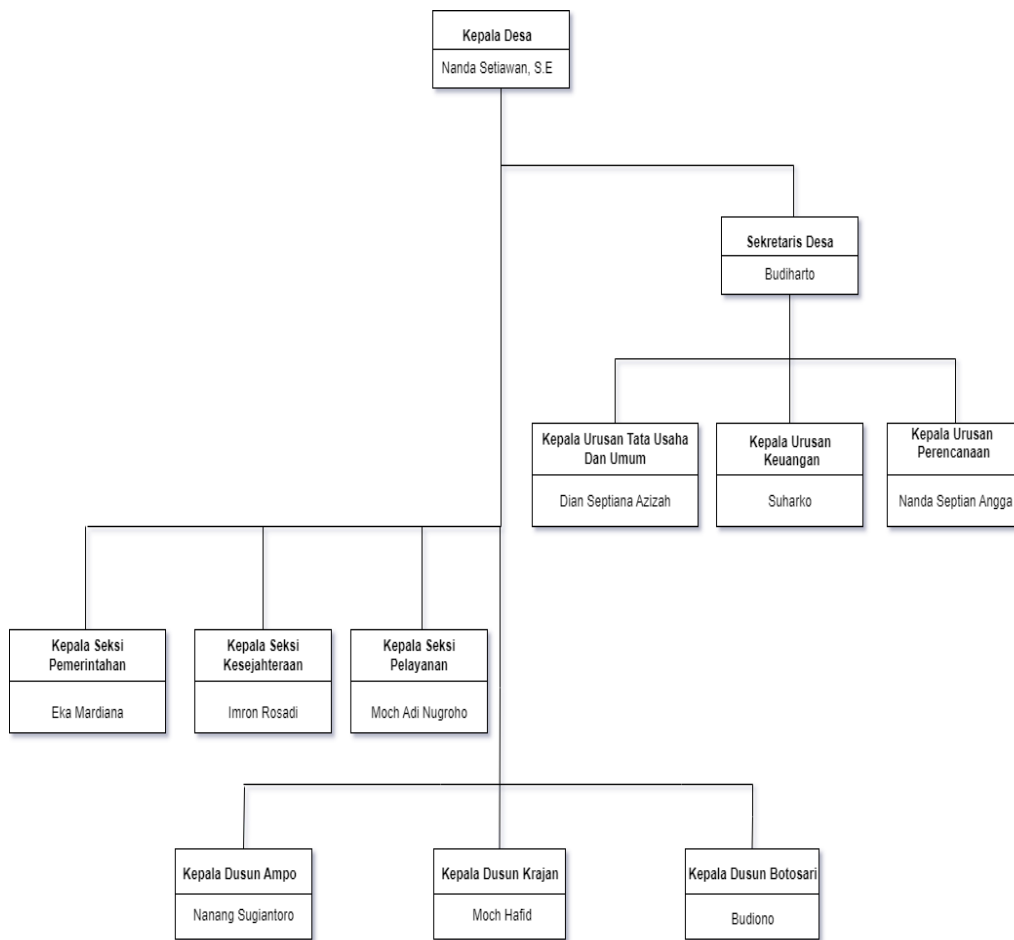 Kepala Desa
Nanda Setiawan, S.E
Sekretaris Desa
Budiharto
Kepala Urusan Tata Usaha
Dan Umum
Dian Septiana Azizah
Kepala Urusan
Keuangan
Suharko
Kepala Urusan
Perencanaan
Nanda Septian Angga
Kepala Seksi
Pemerintahan
Eka Mardiana
Kepala Seksi
Kesejahteraan
Imron Rosadi
Kepala Seksi
Pelayanan
Moch Adi Nugroho
Kepala Dusun Ampo
Nanang Sugiantoro
Kepala Dusun Krajan
Moch Hafid
Kepala Dusun Botosari
Budiono